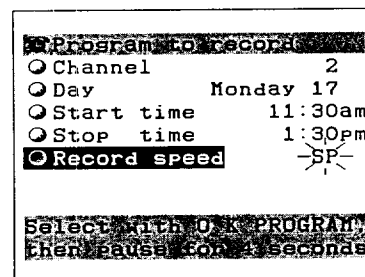 Program to record
Channel 2
Day Monday 17
Start time 11:30am
Stop time 1:30pm
Record speed SP
Select with O.K PROGRAM,
then pause for 4 seconds